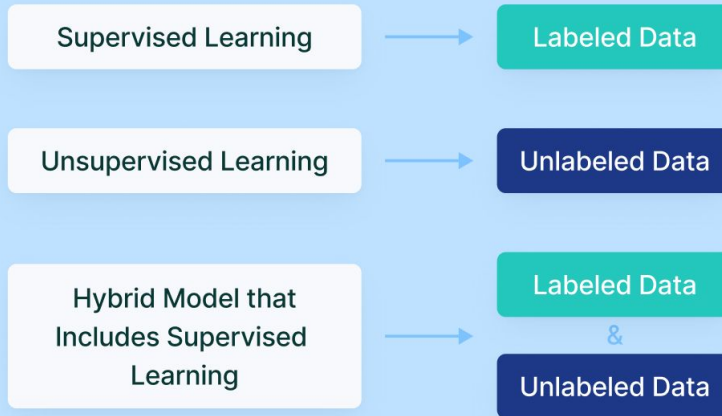 Supervised Learning
Labeled Data
Unsupervised Learning
Unlabeled Data
Hybrid Model that
Includes Supervised
Learning
Labeled Data
&
Unlabeled Data